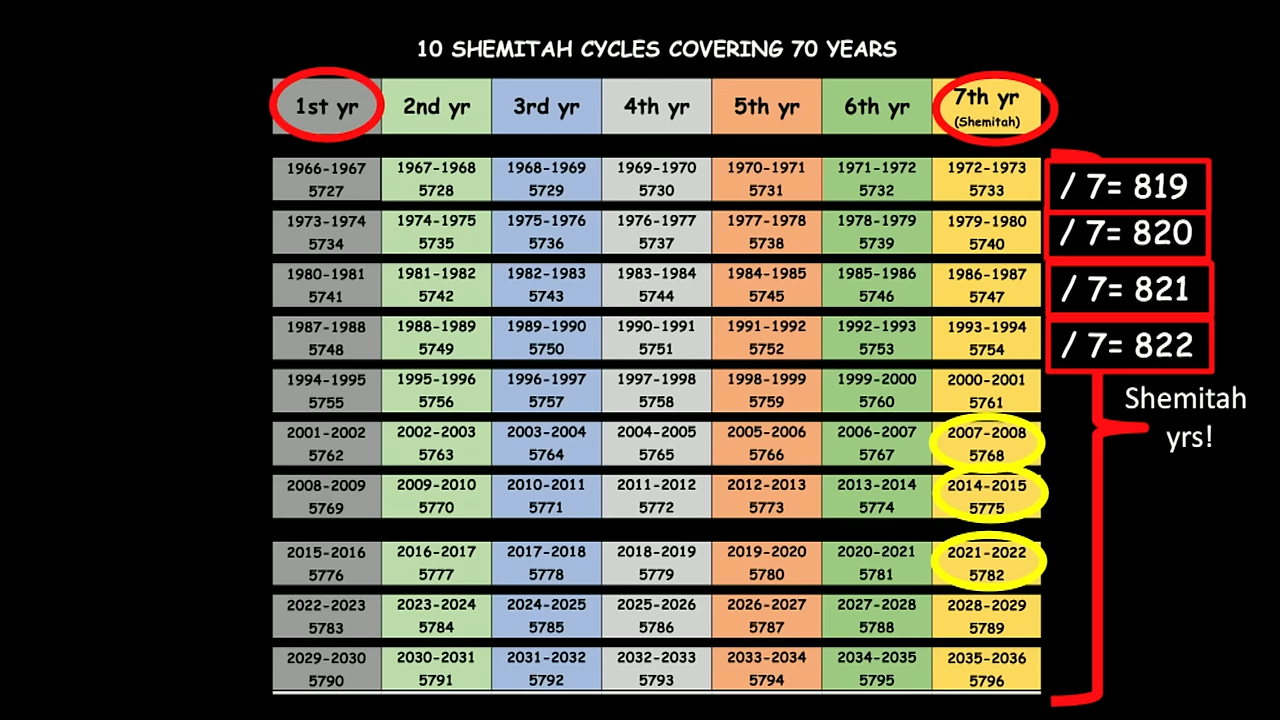 10 SHEMITAH CYCLES COVERING 70 YEARS
1st yr 2nd yr 3rd yr 4th yr 5th yr 6th yr 7th yr
(Shemitah)
1966-1967 1967-1968 1968-1969 1969-1970 1970-1971 1971-1972 1972-1973
5727 5728 5729 5730 5731 5732 5733
/ 7= 819
1973-1974 1974-1975 1975-1976 1976-1977 1977-1978 1978-1979 1979-1980
5734 5735 5736 5737 5738 5739 5740
/ 7= 820
1980-1981 1981-1982 1982-1983 1983-1984 1984-1985 1985-1986 1986-1987
5741 5742 5743 5744 5745 5746 5747
/ 7= 821
1987-1988 1988-1989 1989-1990 1990-1991 1991-1992 1992-1993 1993-1994
5748 5749 5750 5751 5752 5753 5754
/ 7= 822
1994-1995 1995-1996 1996-1997 1997-1998 1998-1999 1999-2000 2000-2001
5755 5756 5757 5758 5759 5760 5761
Shemitah
yrs!
2001-2002 2002-2003 2003-2004 2004-2005 2005-2006 2006-2007 2007-2008
5762 5763 5764 5765 5766 5767 5768
2008-2009 2009-2010 2010-2011 2011-2012 2012-2013 2013-2014 2014-2015
5769 5770 5771 5772 5773 5774 5775
2015-2016 2016-2017 2017-2018 2018-2019 2019-2020 2020-2021 2021-2022
5776 5777 5778 5779 5780 5781 5782
2022-2023 2023-2024 2024-2025 2025-2026 2026-2027 2027-2028 2028-2029
5783 5784 5785 5786 5787 5788 5789
2029-2030 2030-2031 2031-2032 2032-2033 2033-2034 2034-2035 2035-2036
5790 5791 5792 5793 5794 5795 5796